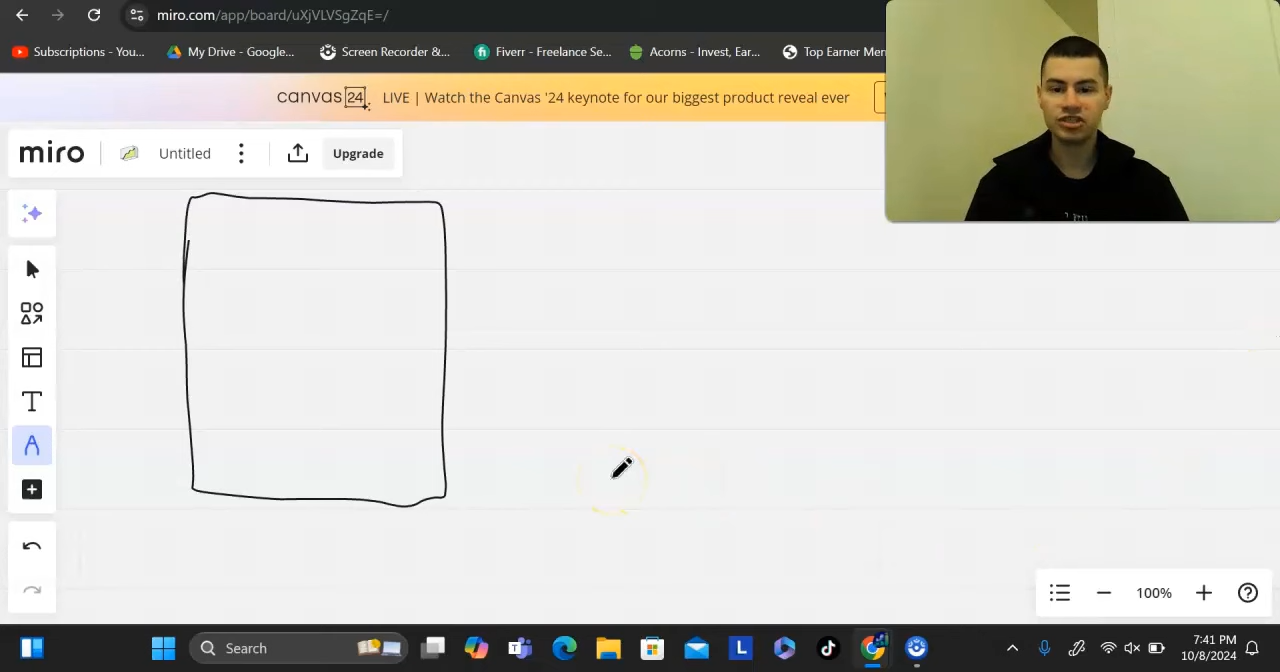 miro.com/app/board/uXjVLVSgZqE=/
Subscriptions - You...
My Drive - Google...
Screen Recorder &...
Fiverr - Freelance Se...
Acorns - Invest, Ear...
Top Earner Men
canvas 24 LIVE | Watch the Canvas '24 keynote for our biggest product reveal ever
miro
Untitled
Upgrade
100%
Search
7:41 PM
10/8/2024